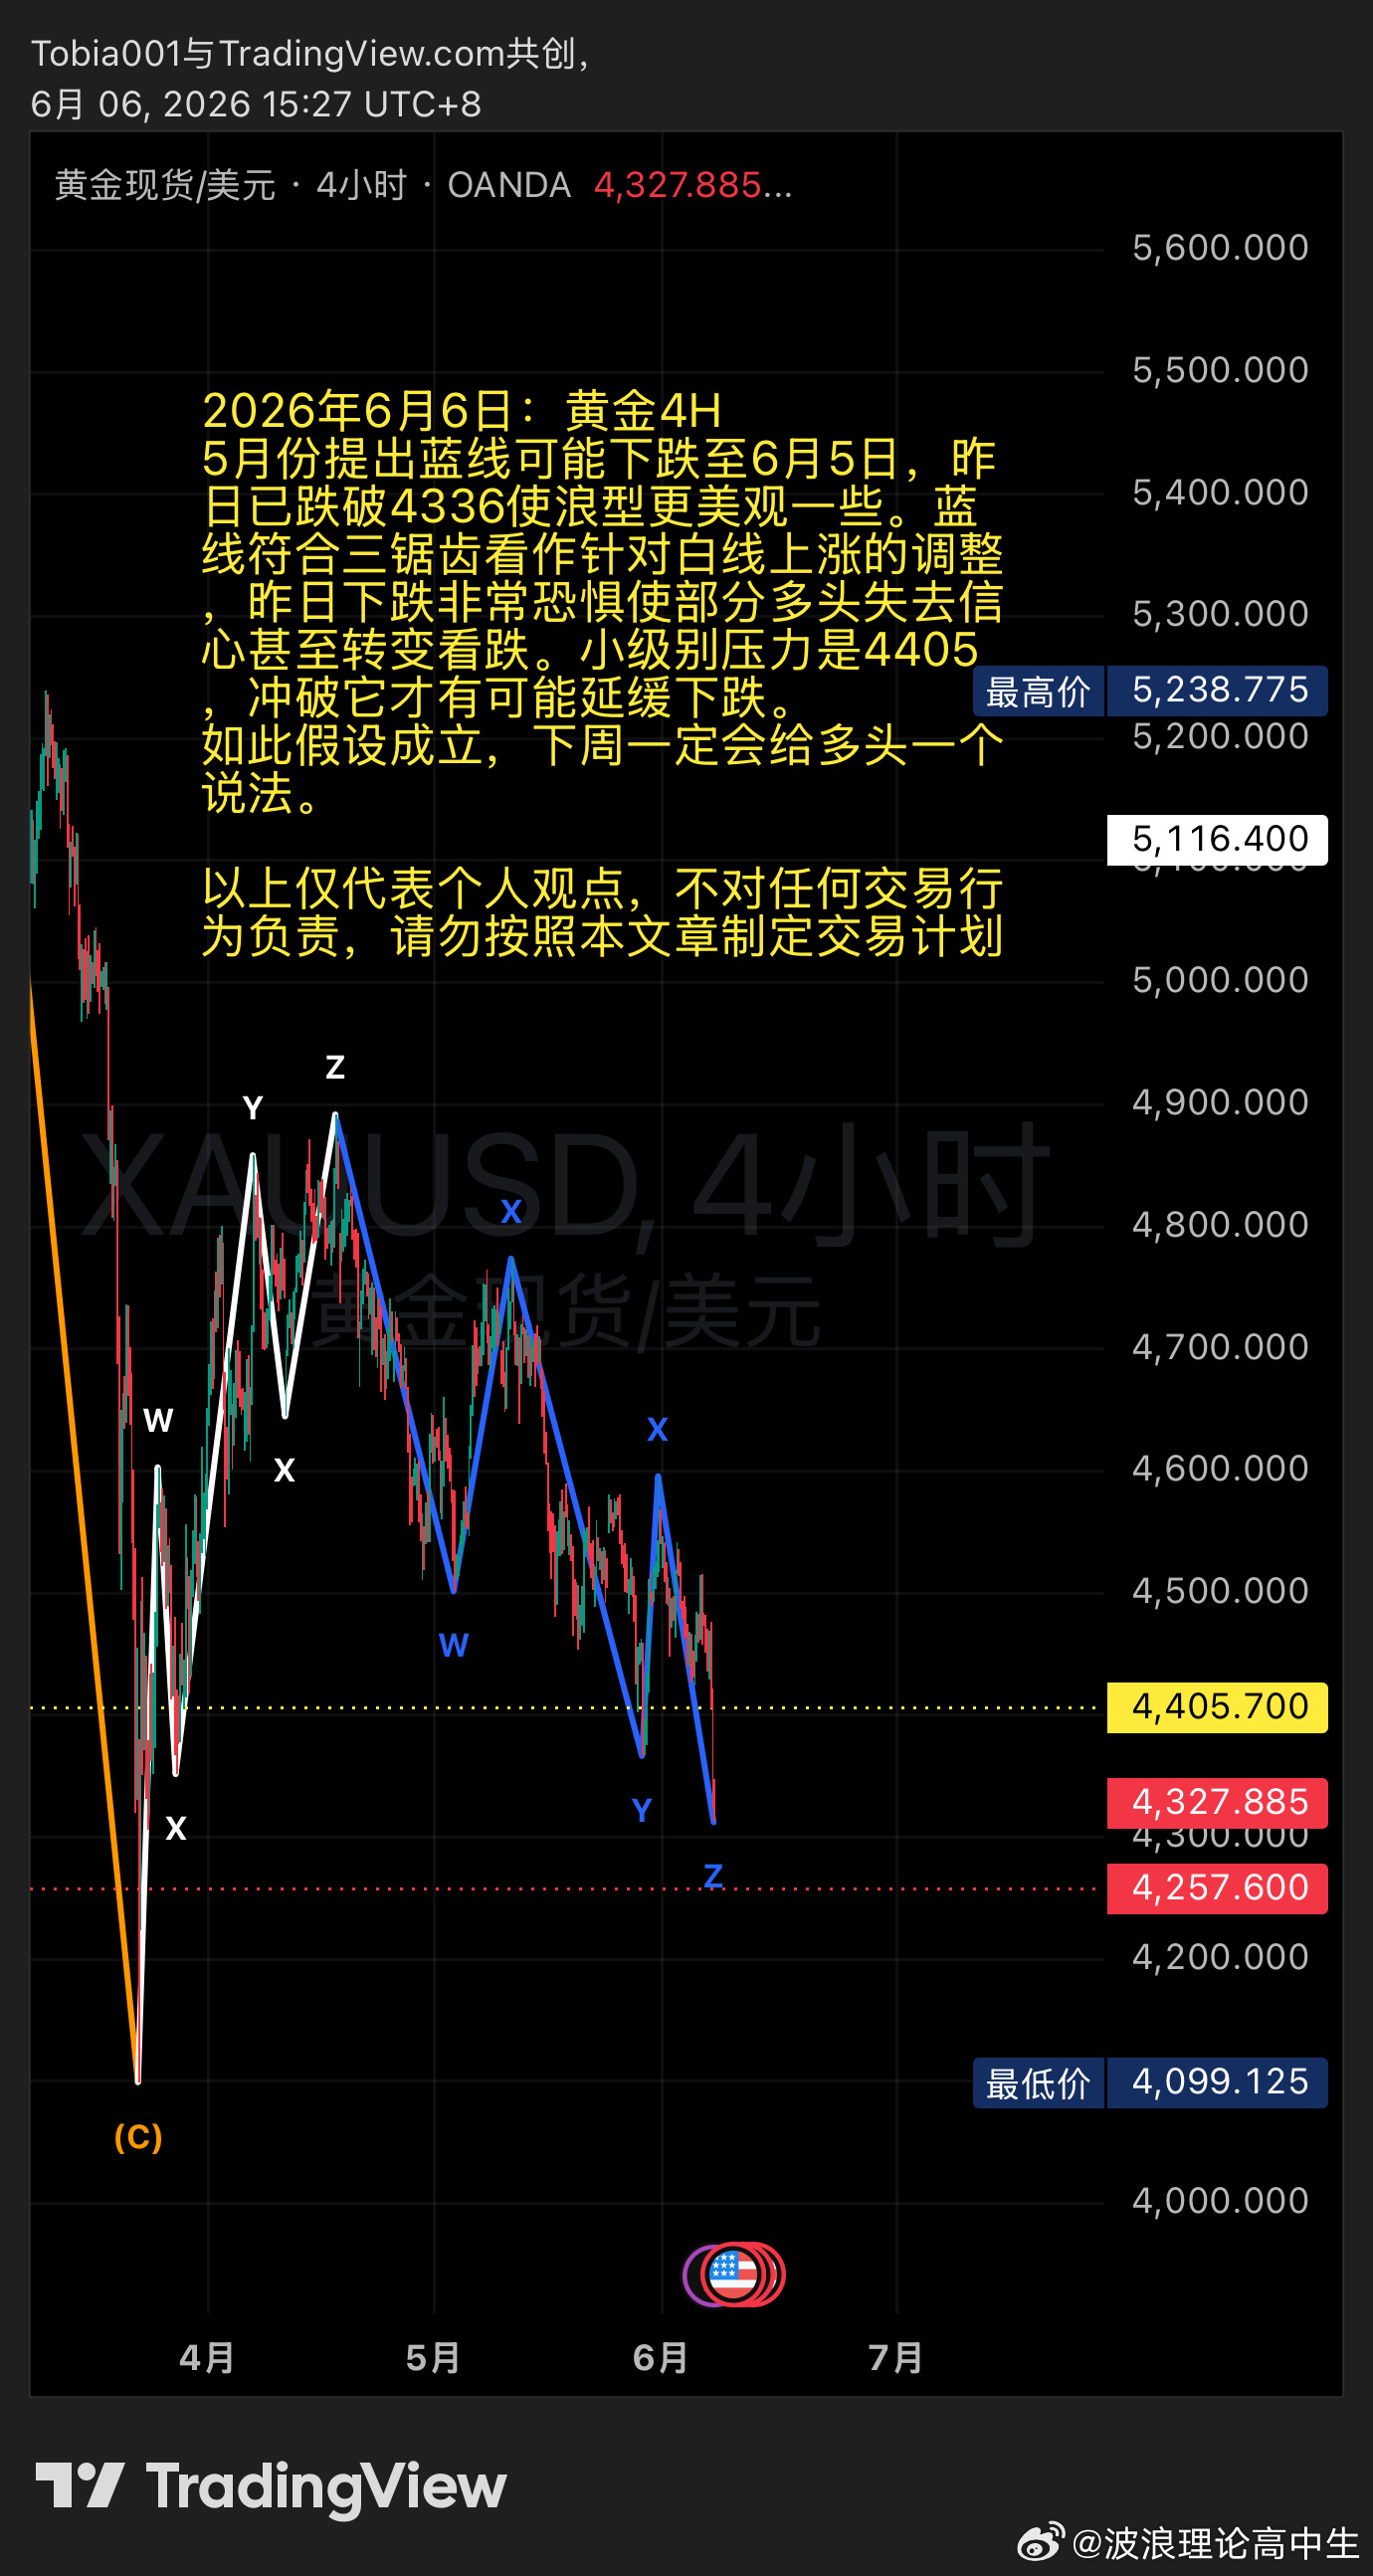 Tobia001与TradingView.com共创，
6月 06, 2026 15:27 UTC+8
黄金现货/美元 · 4小时 · OANDA 4,327.885...
5,600.000
5,500.000
2026年6月6日：黄金4H
5月份提出蓝线可能下跌至6月5日，昨
日已跌破4336使浪型更美观一些。蓝
线符合三锯齿看作针对白线上涨的调整
，昨日下跌非常恐惧使部分多头失去信
心甚至转变看跌。小级别压力是4405
，冲破它才有可能延缓下跌。
如此假设成立，下周一定会给多头一个
说法。
以上仅代表个人观点，不对任何交易行
为负责，请勿按照本文章制定交易计划
5,400.000
5,300.000
最高价 5,238.775
5,200.000
5,116.400
5,000.000
Z
Y
4,900.000
XAUUSD, 4小时
黄金现货/美元
X
4,800.000
4,700.000
W
X
X
4,600.000
4,500.000
W
4,405.700
Y
X
4,327.885
4,300.000
Z
4,257.600
4,200.000
最低价 4,099.125
(C)
4,000.000
4月 5月 6月 7月
TradingView
@波浪理论高中生